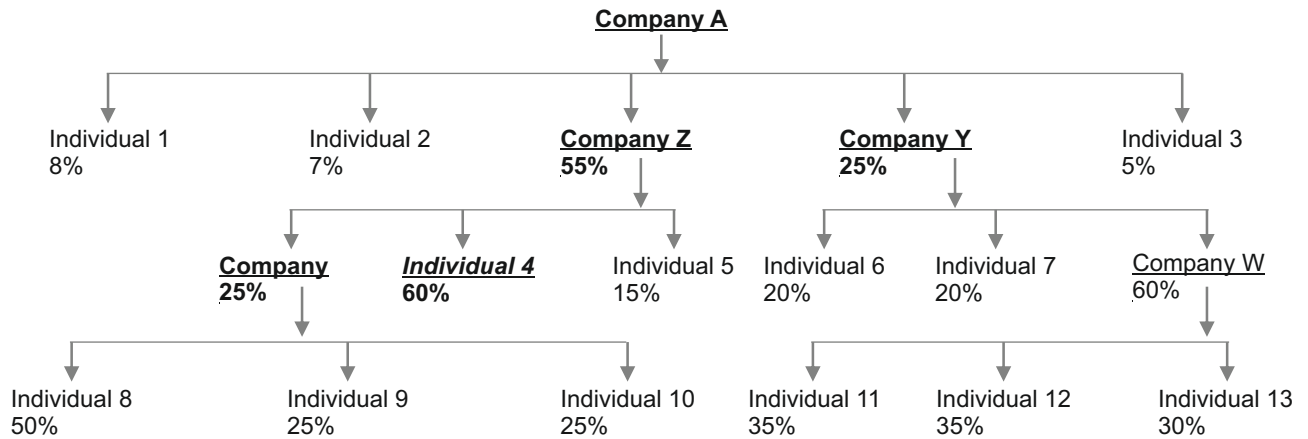 Company A
Individual 1
8%
Individual 2
7%
Company Z
55%
Company Y
25%
Individual 3
5%
Company
25%
Individual 4
60%
Individual 5
15%
Individual 6
20%
Individual 7
20%
Company W
60%
Individual 8
50%
Individual 9
25%
Individual 10
25%
Individual 11
35%
Individual 12
35%
Individual 13
30%